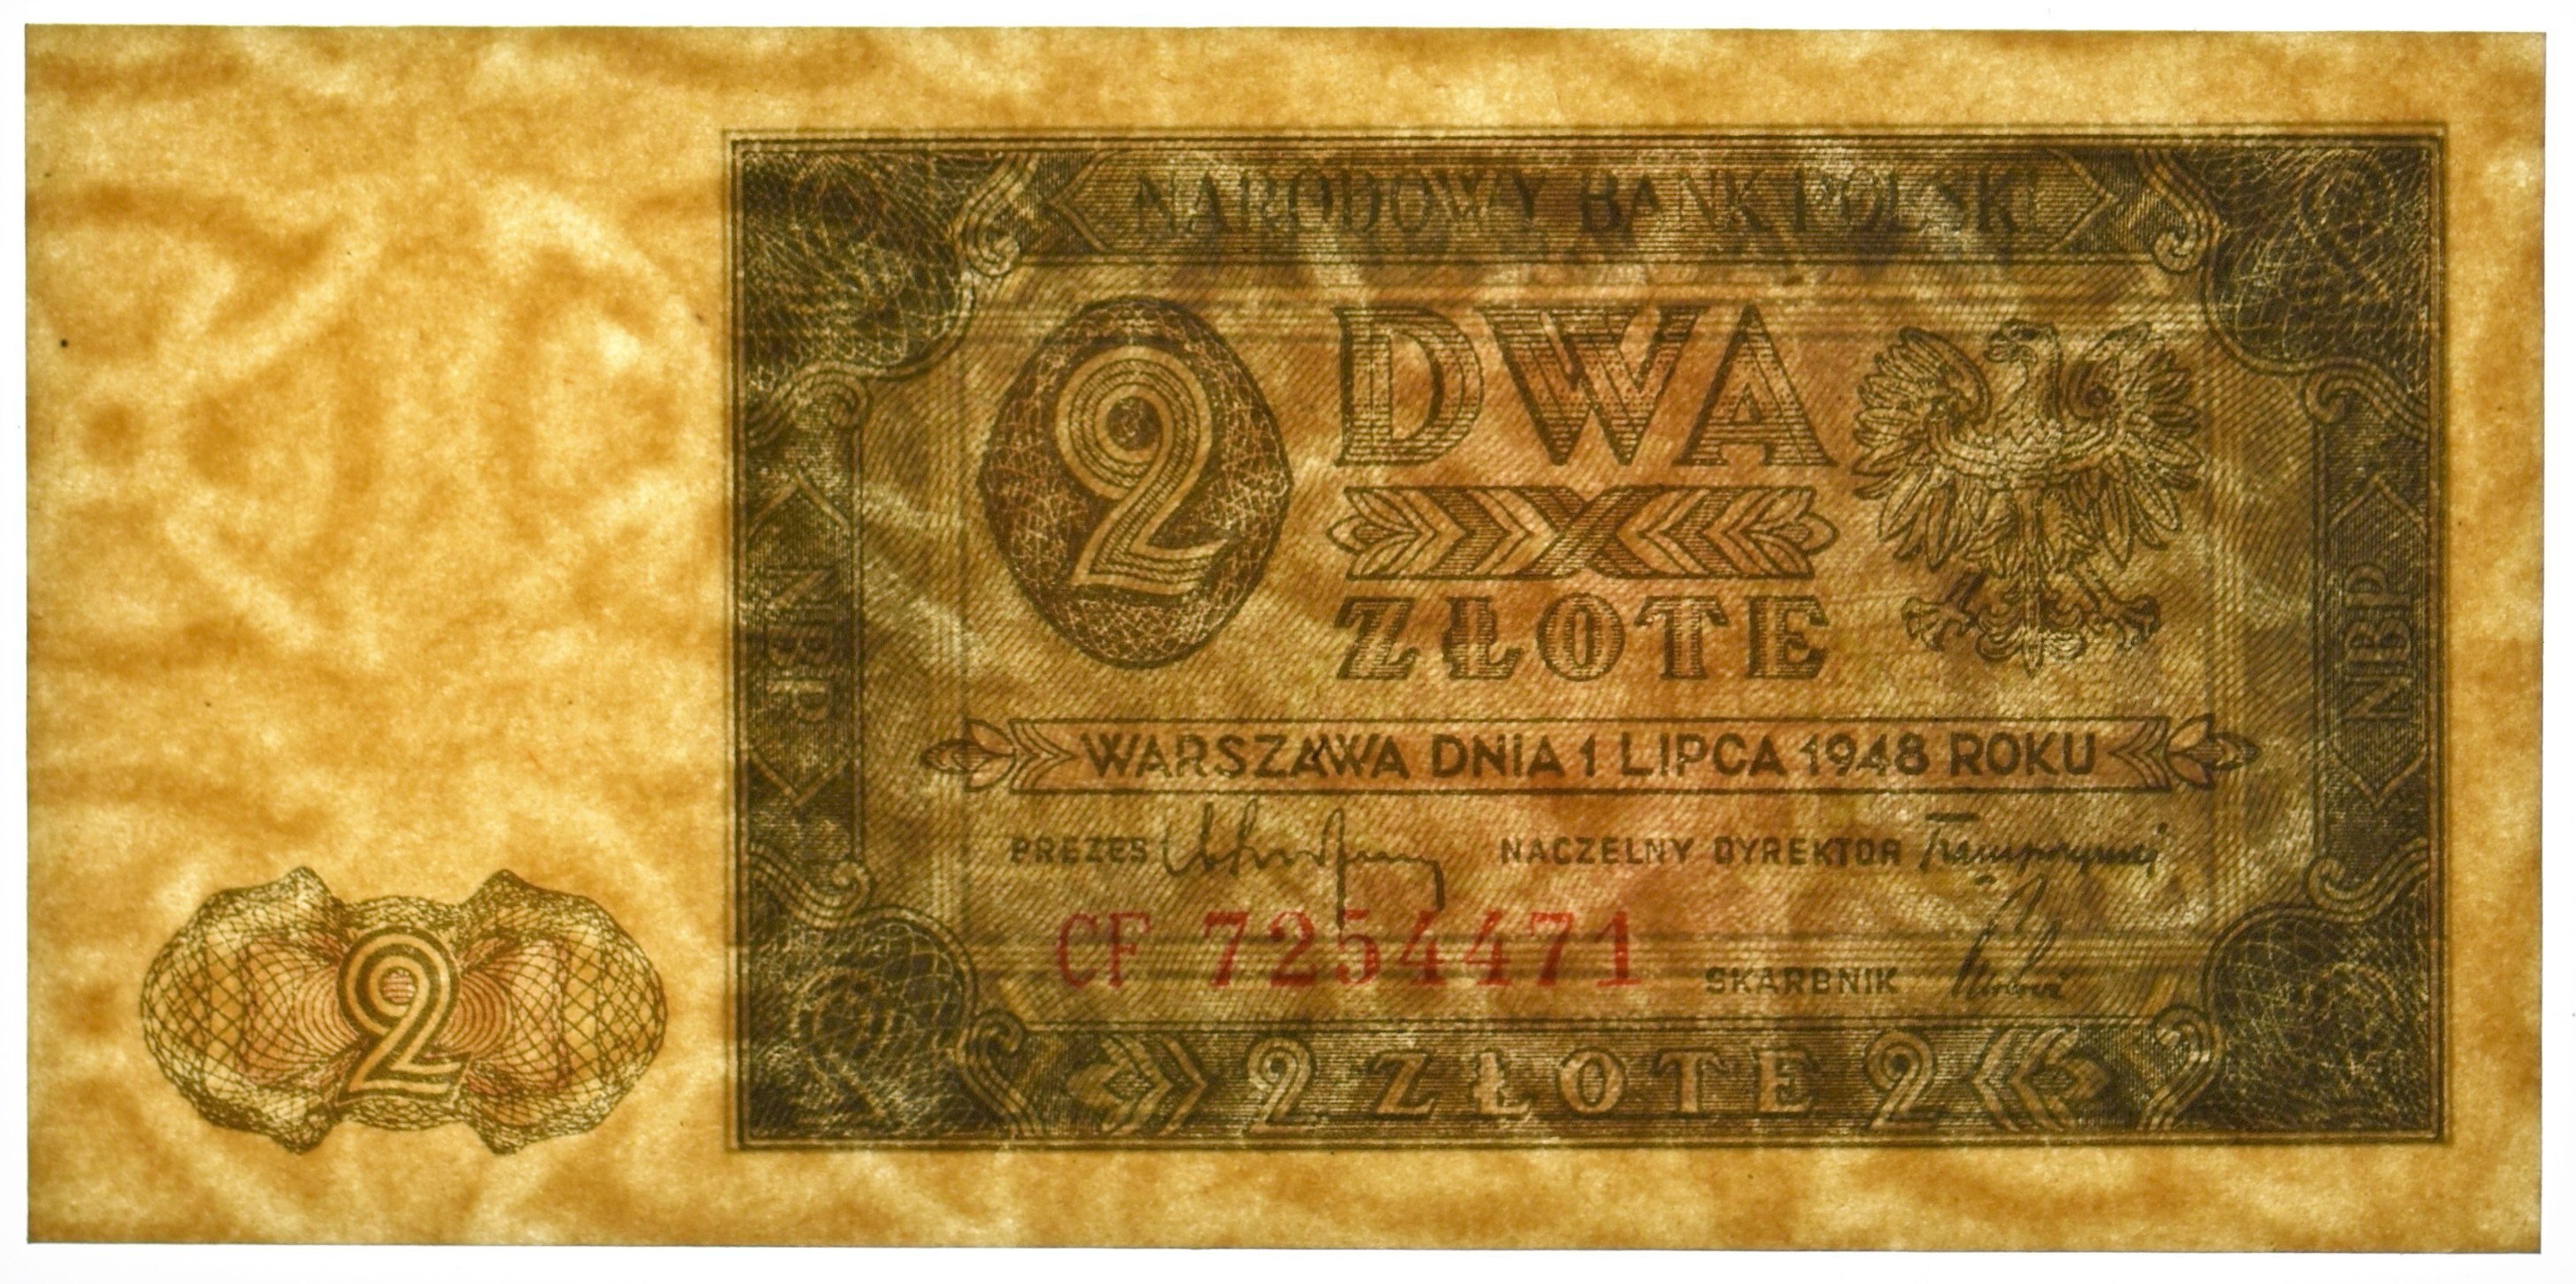 NARODOWY BANK POLSKI
2
DWA
ZŁOTE
NBP
NBP
WARSZAWA DNIA 1 LIPCA 1948 ROKU
PREZES
NACZELNY DYREKTOR
CF 7254471
SKARBNIK
2
2 ZŁOTE 2